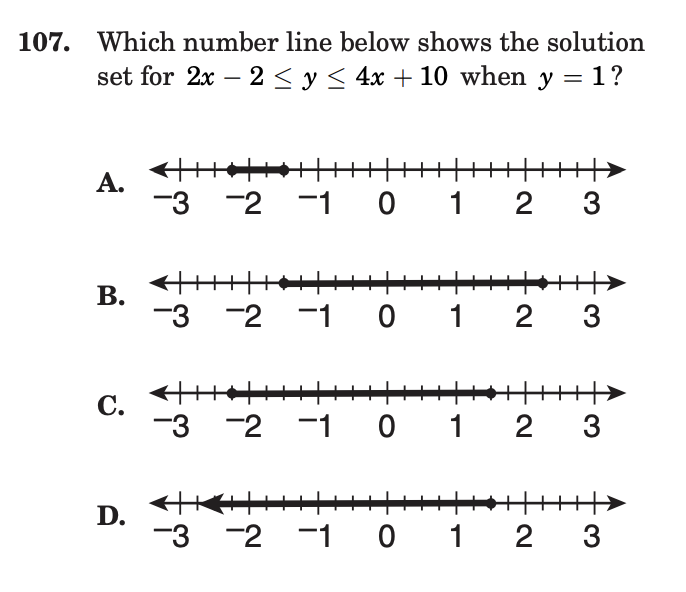 107. Which number line below shows the solution
set for 2x − 2 ≤ y ≤ 4x + 10 when y = 1?
A.
⁻3 ⁻2 ⁻1 0 1 2 3
B.
⁻3 ⁻2 ⁻1 0 1 2 3
C.
⁻3 ⁻2 ⁻1 0 1 2 3
D.
⁻3 ⁻2 ⁻1 0 1 2 3